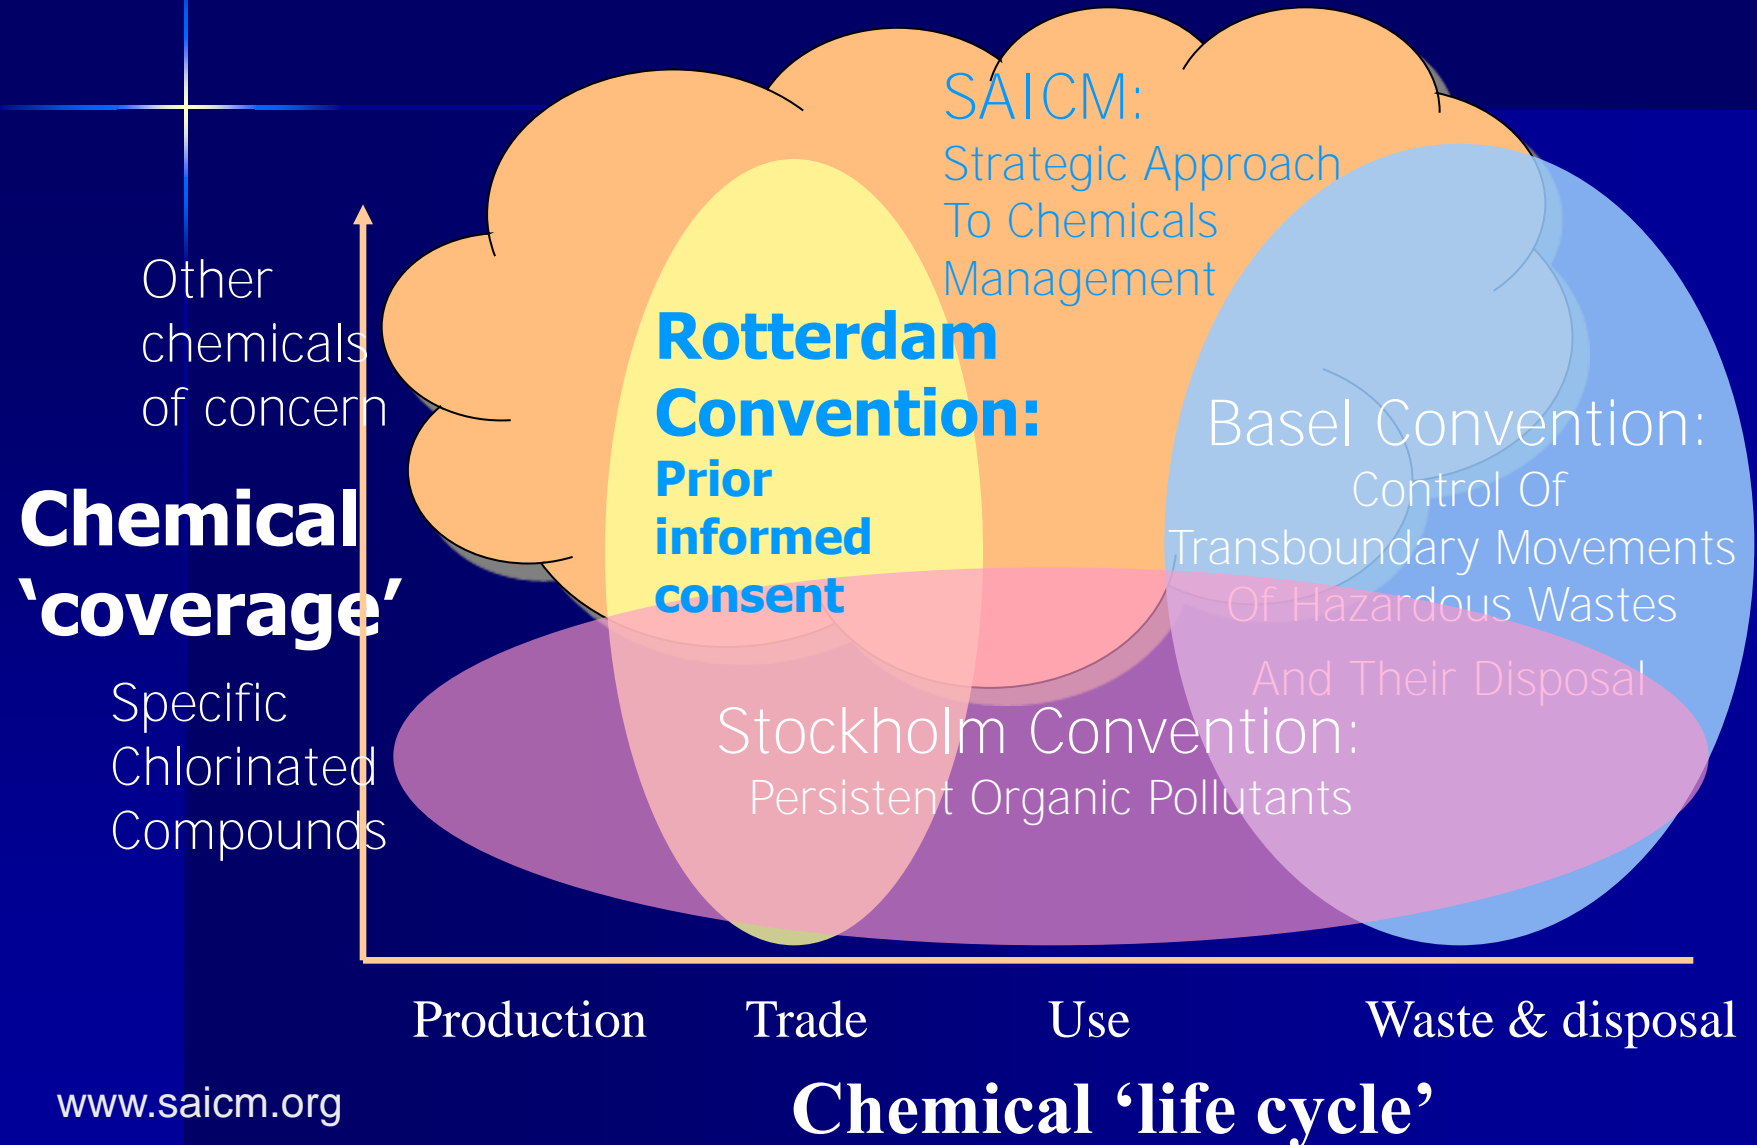 SAICM:
Strategic Approach
To Chemicals
Management
Other
chemicals
of concern
Rotterdam
Convention:
Prior
informed
consent
Basel Convention:
Control Of
Transboundary Movements
Of Hazardous Wastes
And Their Disposal
Chemical
‘coverage’
Specific
Chlorinated
Compounds
Stockholm Convention:
Persistent Organic Pollutants
Production Trade Use Waste & disposal
Chemical ‘life cycle’
www.saicm.org